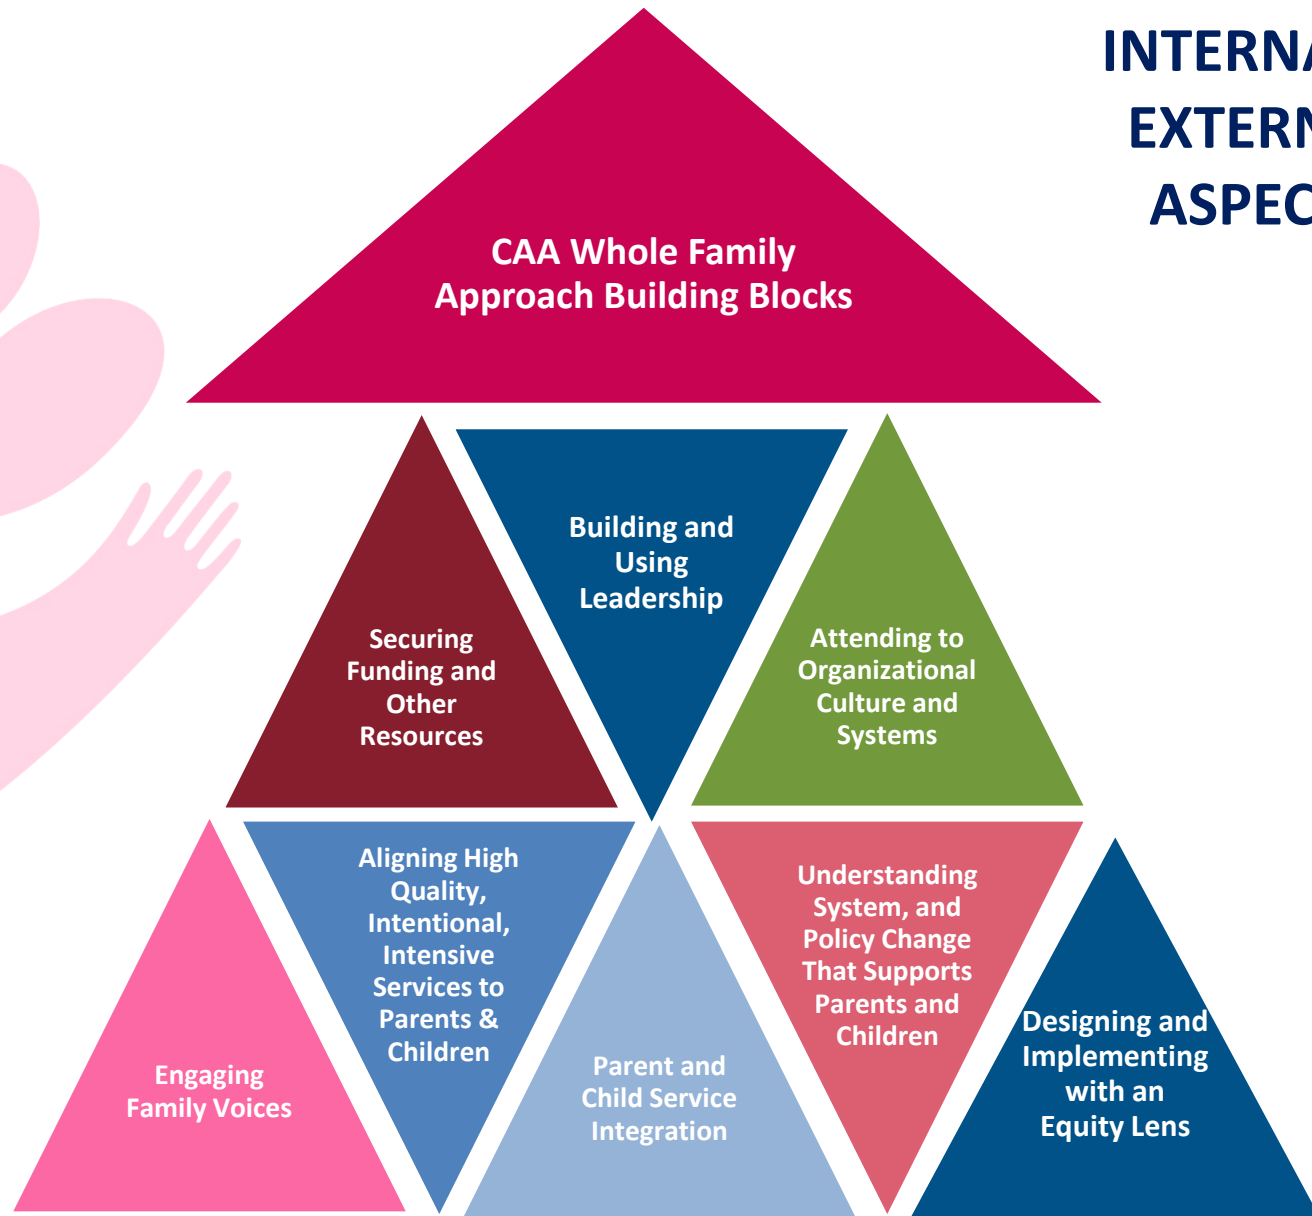 INTERNA
EXTERN
ASPEC
CAA Whole Family
Approach Building Blocks
Building and
Using
Leadership
Securing
Funding and
Other
Resources
Attending to
Organizational
Culture and
Systems
Aligning High
Quality,
Intentional,
Intensive
Services to
Parents &
Children
Understanding
System, and
Policy Change
That Supports
Parents and
Children
Engaging
Family Voices
Parent and
Child Service
Integration
Designing and
Implementing
with an
Equity Lens